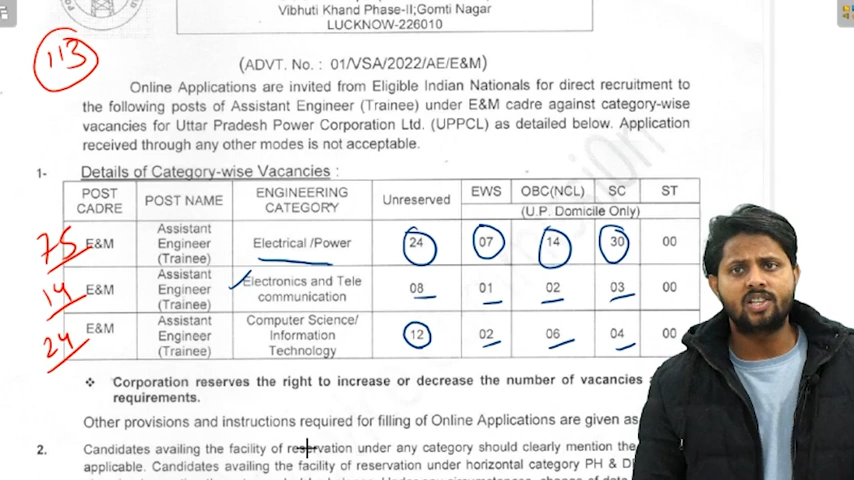 Vibhuti Khand Phase-II;Gomti Nagar
LUCKNOW-226010
113
(ADVT. No. : 01/VSA/2022/AE/E&M)
Online Applications are invited from Eligible Indian Nationals for direct recruitment to
the following posts of Assistant Engineer (Trainee) under E&M cadre against category-wise
vacancies for Uttar Pradesh Power Corporation Ltd. (UPPCL) as detailed below. Application
received through any other modes is not acceptable.
1- Details of Category-wise Vacancies :
POST CADRE POST NAME ENGINEERING CATEGORY Unreserved EWS OBC(NCL) SC ST
(U.P. Domicile Only)
75 E&M Assistant Engineer (Trainee) Electrical /Power 24 07 14 30 00
14 E&M Assistant Engineer (Trainee) Electronics and Tele communication 08 01 02 03 00
24 E&M Assistant Engineer (Trainee) Computer Science/ Information Technology 12 02 06 04 00
Corporation reserves the right to increase or decrease the number of vacancies
requirements.
Other provisions and instructions required for filling of Online Applications are given as
2. Candidates availing the facility of reservation under any category should clearly mention the
applicable. Candidates availing the facility of reservation under horizontal category PH & D